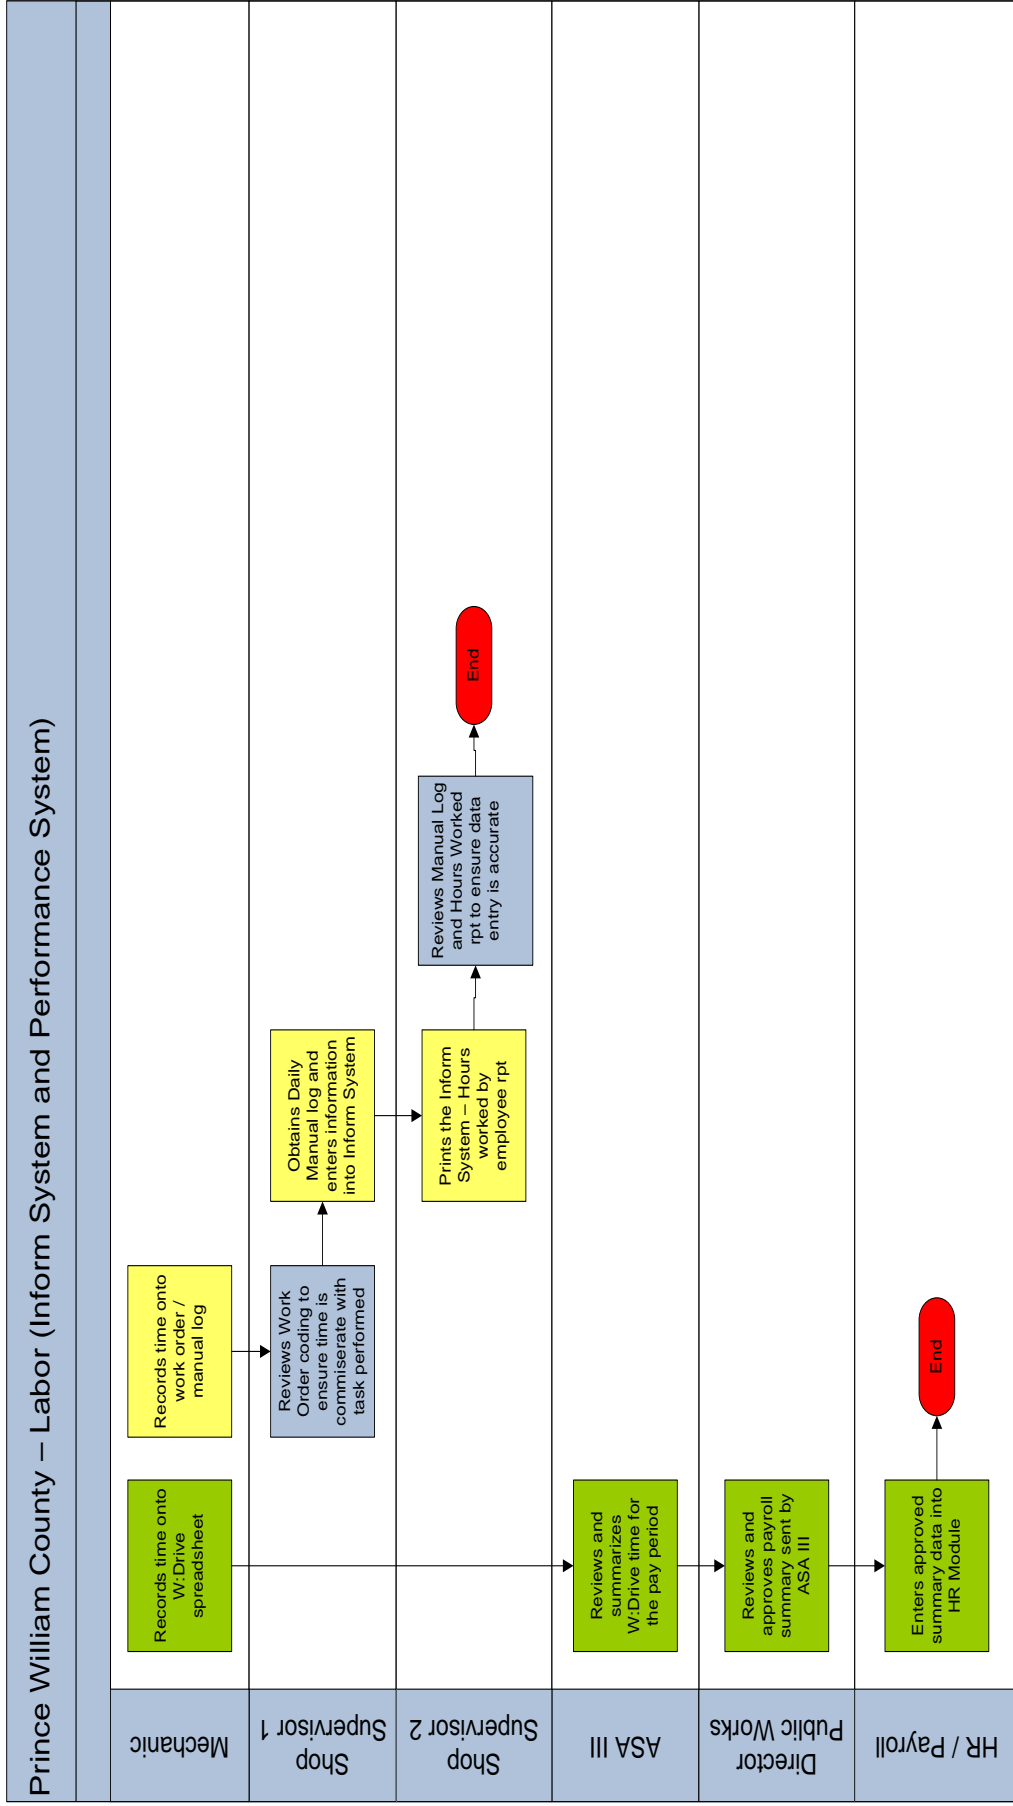 Prince William County – Labor (Inform System and Performance System)
Mechanic
Records time onto
W:Drive
spreadsheet
Records time onto
work order /
manual log
Shop
Supervisor 1
Reviews Work
Order coding to
ensure time is
commiserate with
task performed
Obtains Daily
Manual log and
enters information
into Inform System
Shop
Supervisor 2
Prints the Inform
System – Hours
worked by
employee rpt
Reviews Manual Log
and Hours Worked
rpt to ensure data
entry is accurate
End
ASA III
Reviews and
summarizes
W:Drive time for
the pay period
Director
Public Works
Reviews and
approves payroll
summary sent by
ASA III
HR / Payroll
Enters approved
summary data into
HR Module
End